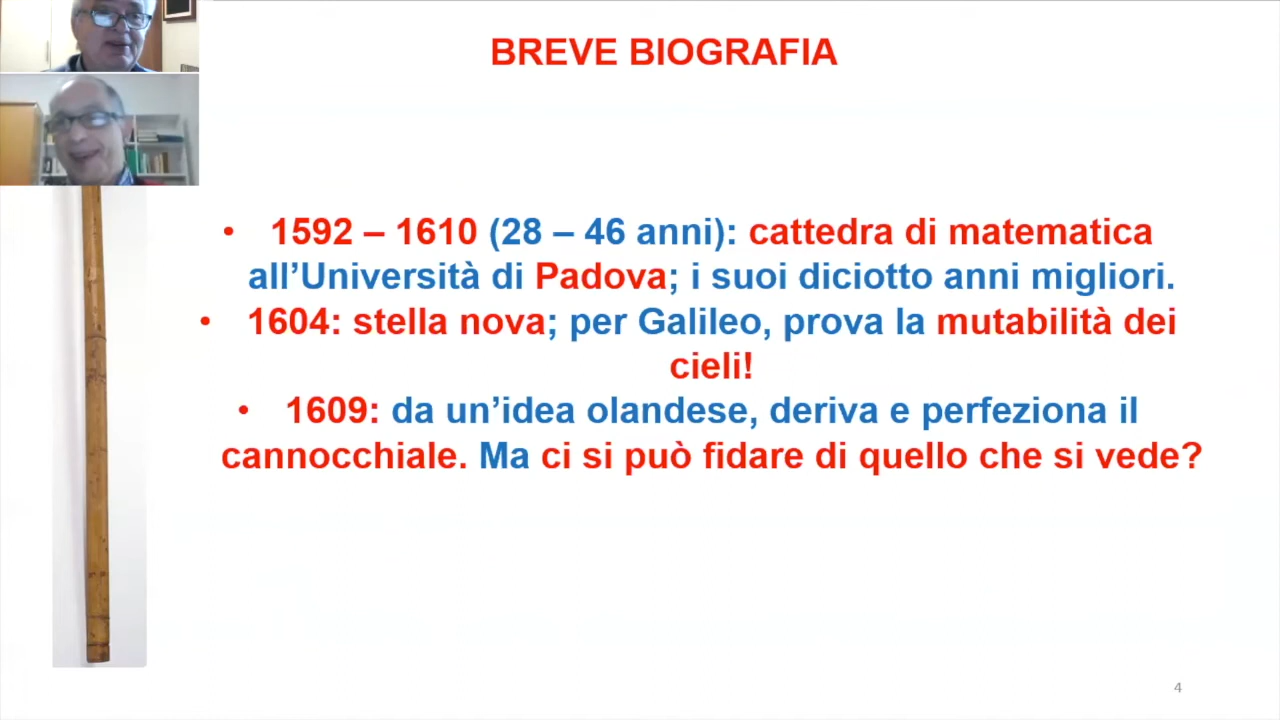 BREVE BIOGRAFIA
• 1592 – 1610 (28 – 46 anni): cattedra di matematica
all’Università di Padova; i suoi diciotto anni migliori.
• 1604: stella nova; per Galileo, prova la mutabilità dei
cieli!
• 1609: da un’idea olandese, deriva e perfeziona il
cannocchiale. Ma ci si può fidare di quello che si vede?
4